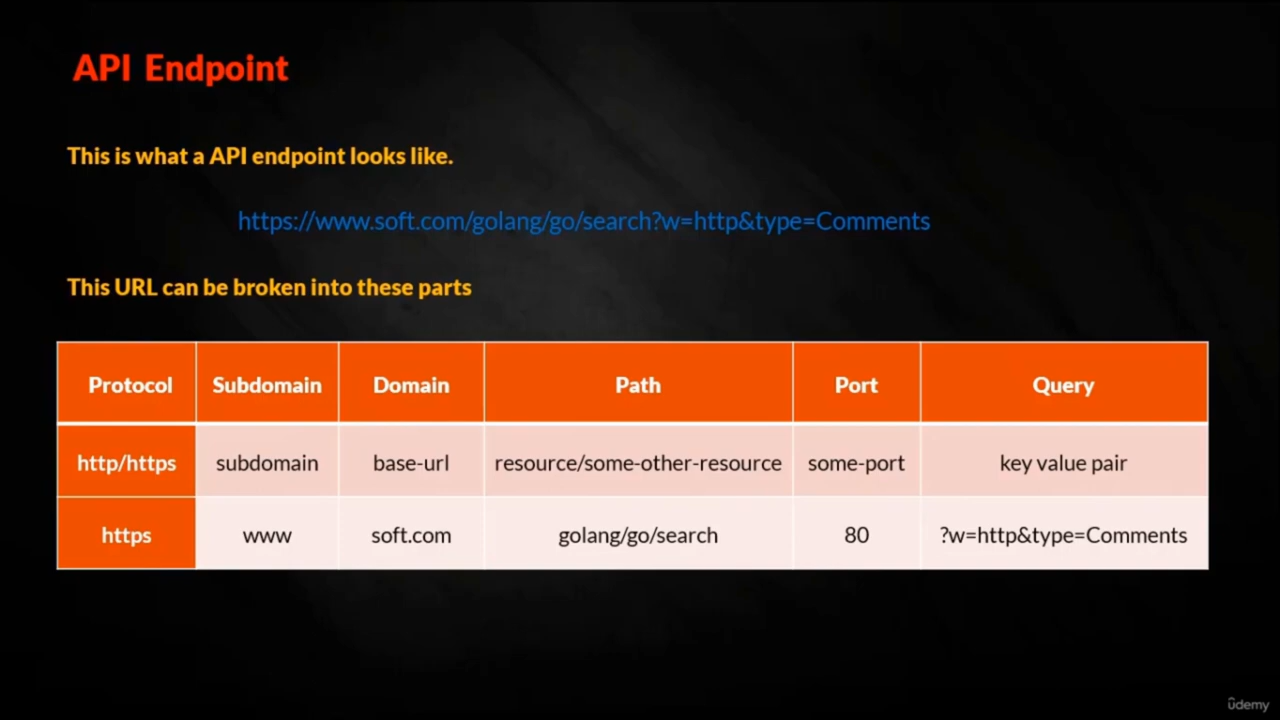 API Endpoint
This is what a API endpoint looks like.
https://www.soft.com/golang/go/search?w=http&type=Comments
This URL can be broken into these parts
Protocol Subdomain Domain Path Port Query
http/https subdomain base-url resource/some-other-resource some-port key value pair
https www soft.com golang/go/search 80 ?w=http&type=Comments
ûdemy